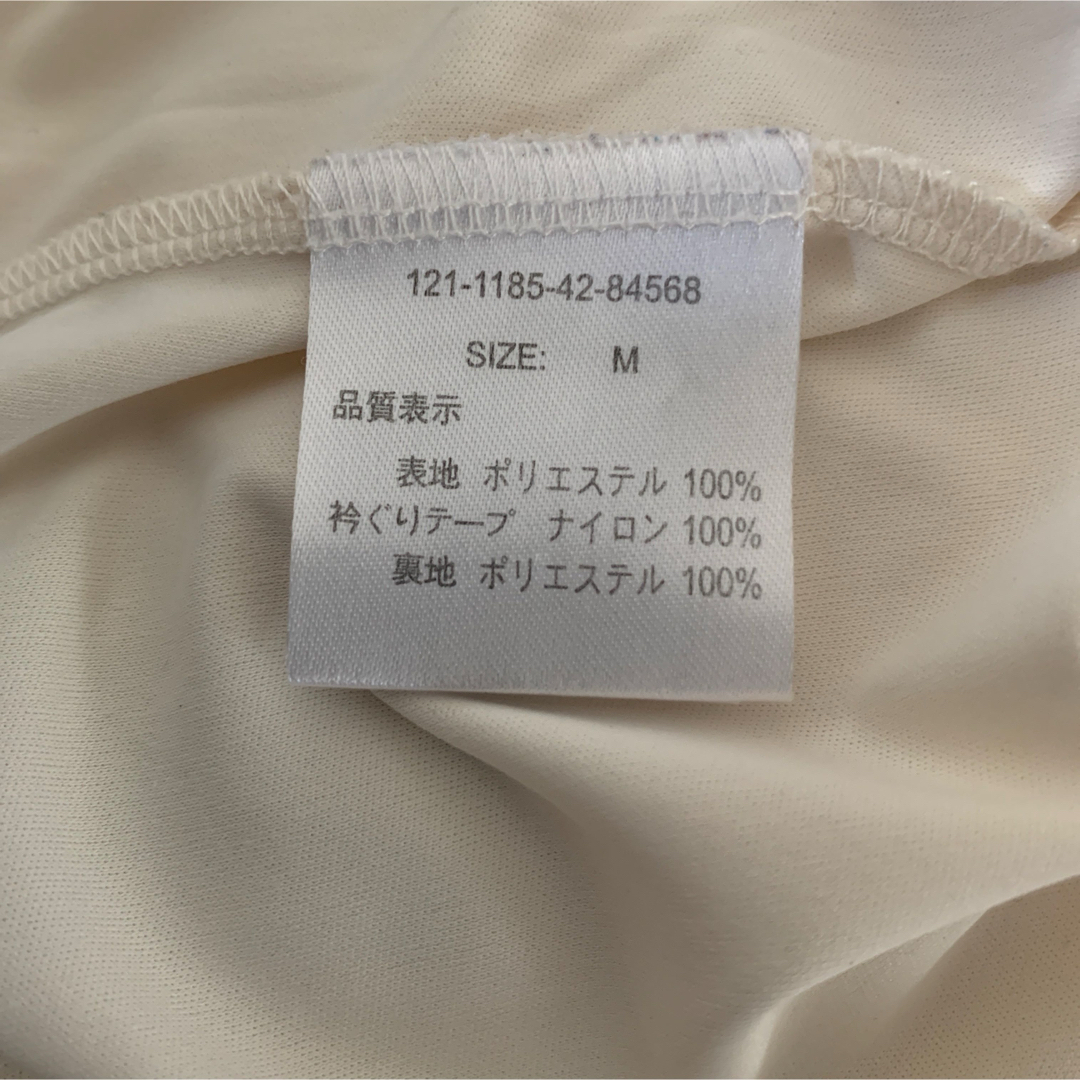 121-1185-42-84568
SIZE: M
品質表示
表地 ポリエステル 100%
衿ぐりテープ ナイロン 100%
裏地 ポリエステル 100%